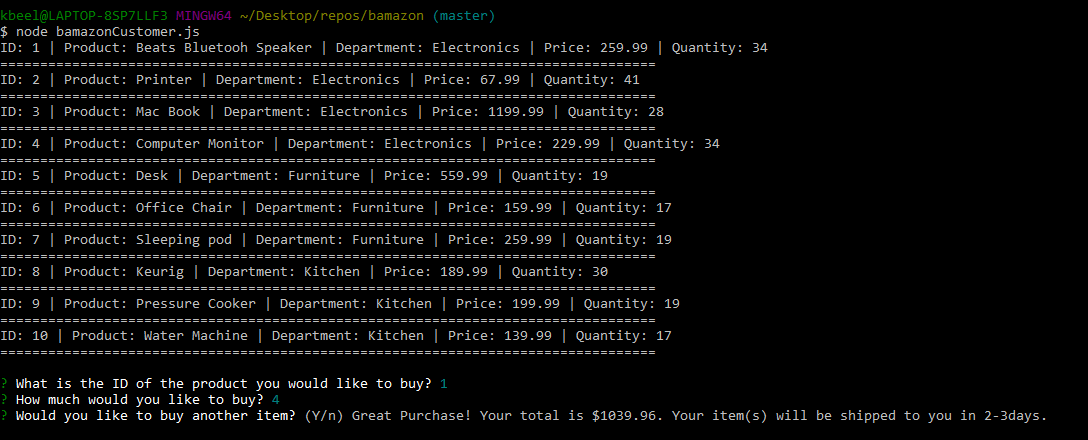 kbeel@LAPTOP-8SP7LLF3 MINGW64 ~/Desktop/repos/bamazon (master)
$ node bamazonCustomer.js
ID: 1 | Product: Beats Bluetooh Speaker | Department: Electronics | Price: 259.99 | Quantity: 34
==================================================================================
ID: 2 | Product: Printer | Department: Electronics | Price: 67.99 | Quantity: 41
==================================================================================
ID: 3 | Product: Mac Book | Department: Electronics | Price: 1199.99 | Quantity: 28
==================================================================================
ID: 4 | Product: Computer Monitor | Department: Electronics | Price: 229.99 | Quantity: 34
==================================================================================
ID: 5 | Product: Desk | Department: Furniture | Price: 559.99 | Quantity: 19
==================================================================================
ID: 6 | Product: Office Chair | Department: Furniture | Price: 159.99 | Quantity: 17
==================================================================================
ID: 7 | Product: Sleeping pod | Department: Furniture | Price: 259.99 | Quantity: 19
==================================================================================
ID: 8 | Product: Keurig | Department: Kitchen | Price: 189.99 | Quantity: 30
==================================================================================
ID: 9 | Product: Pressure Cooker | Department: Kitchen | Price: 199.99 | Quantity: 19
==================================================================================
ID: 10 | Product: Water Machine | Department: Kitchen | Price: 139.99 | Quantity: 17
==================================================================================
? What is the ID of the product you would like to buy? 1
? How much would you like to buy? 4
? Would you like to buy another item? (Y/n) Great Purchase! Your total is $1039.96. Your item(s) will be shipped to you in 2-3days.